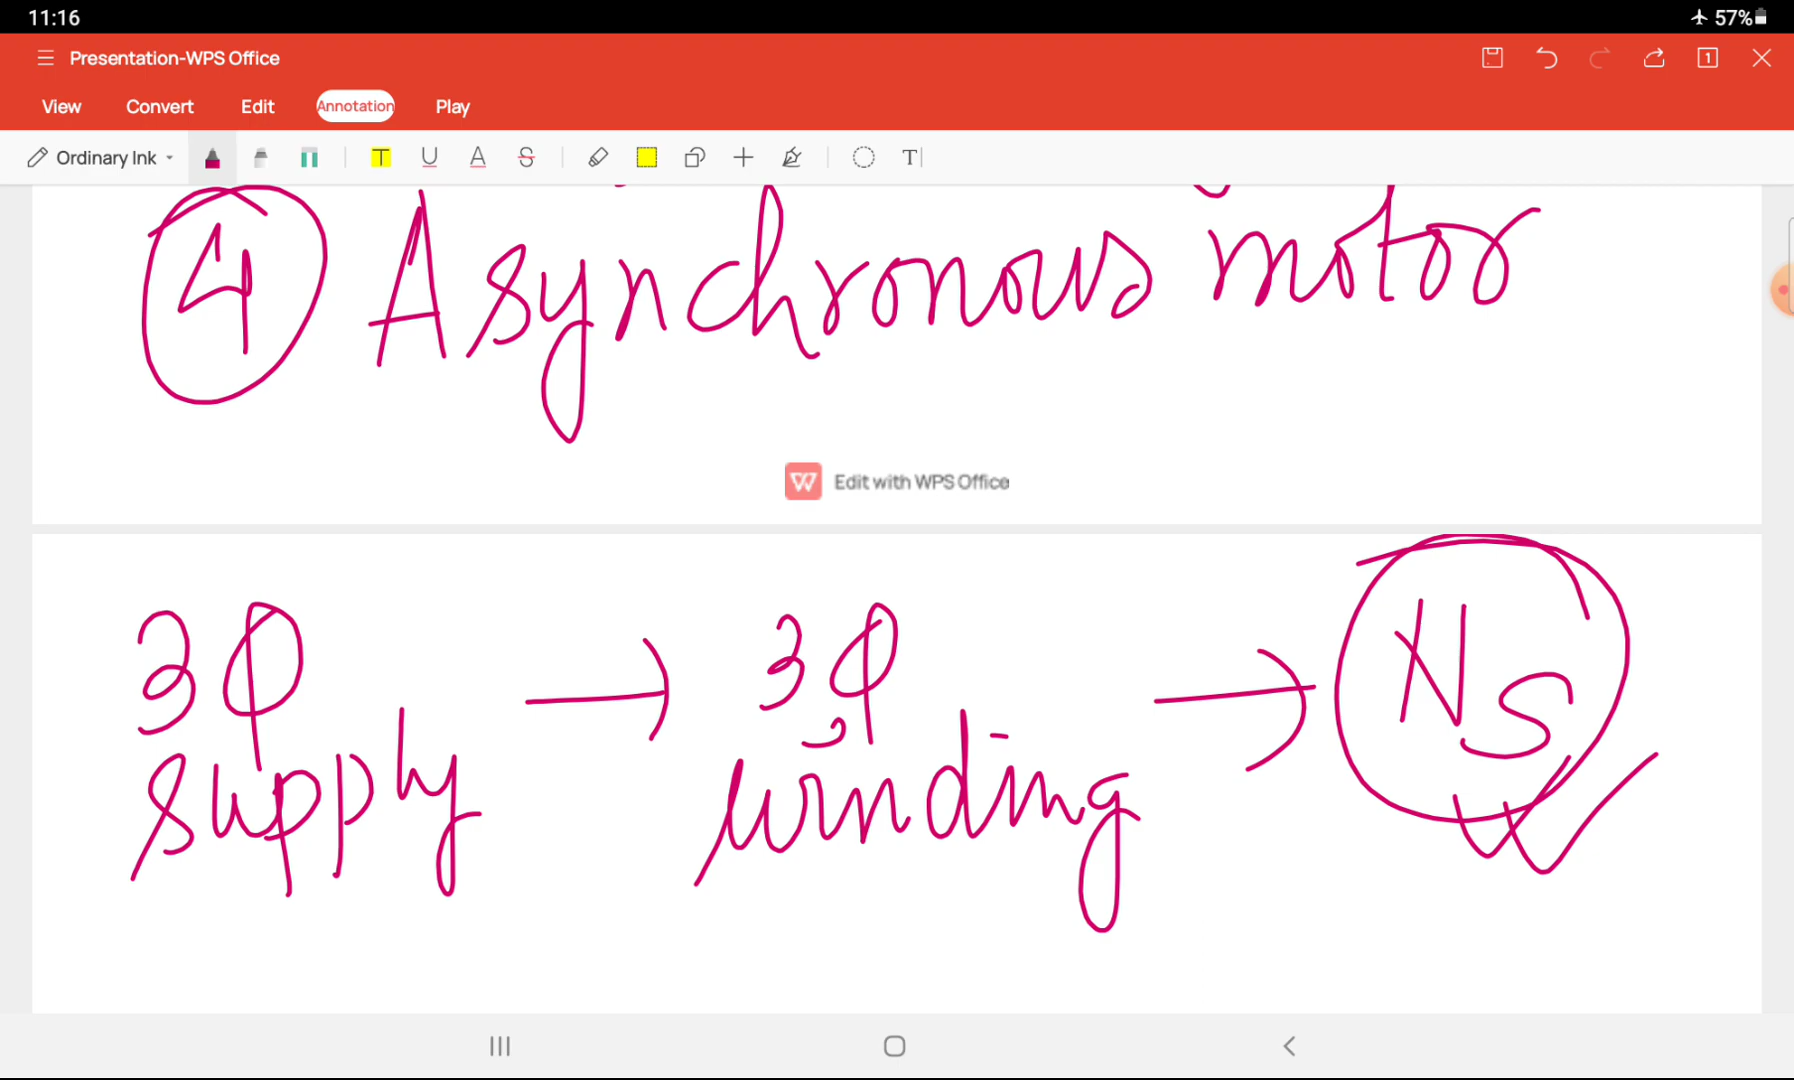 11:16 57%
Presentation-WPS Office 1
View Convert Edit Annotation Play
Ordinary Ink T U A S T
4 Asynchronous motor
W Edit with WPS Office
3φ → 3φ → Ns
supply winding